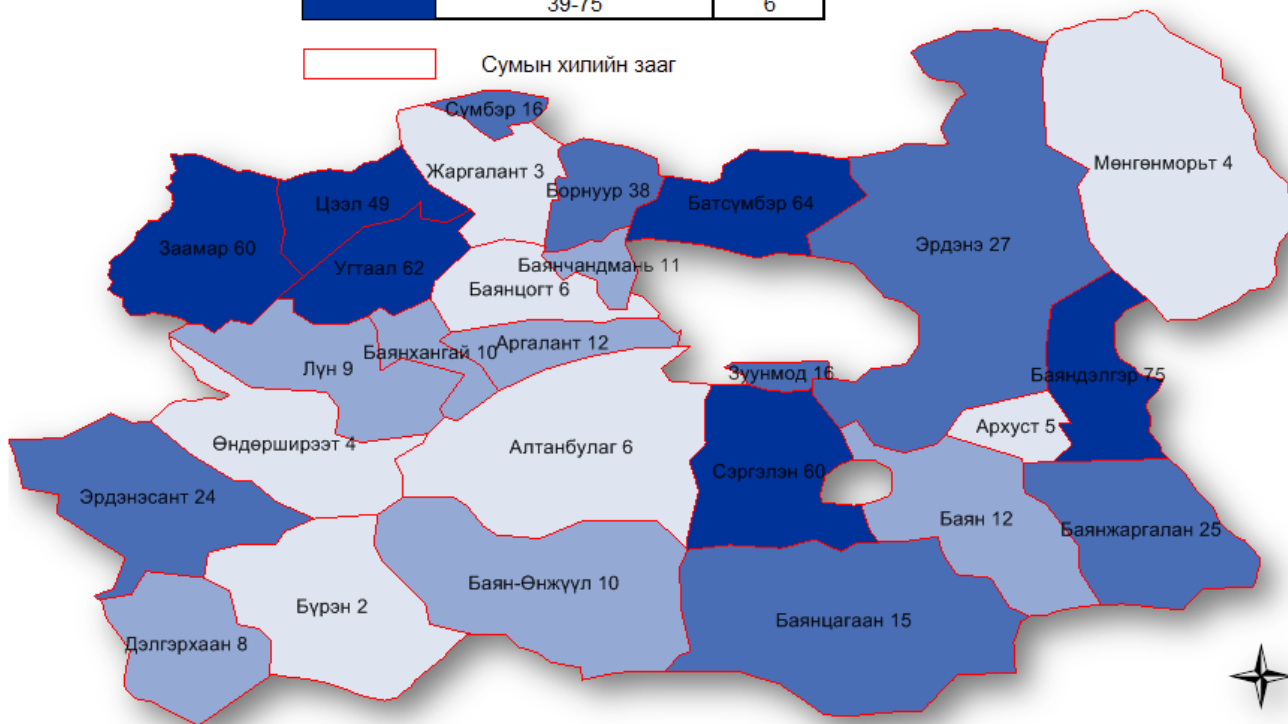 39-75 6
Сумын хилийн зааг
Сүмбэр 16
Жаргалант 3
Мөнгөнморьт 4
Борнуур 38
Цээл 49
Батсүмбэр 64
Заамар 60
Эрдэнэ 27
Угтаал 62
Баянчандмань 11
Баянцогт 6
Аргалант 12
Баянхангай 10
Лүн 9
Зуунмод 16
Баяндэлгэр 75
Архуст 5
Өндөрширээт 4
Алтанбулаг 6
Сэргэлэн 60
Эрдэнэсант 24
Баян 12
Баянжаргалан 25
Баян-Өнжүүл 10
Бүрэн 2
Баянцагаан 15
Дэлгэрхаан 8